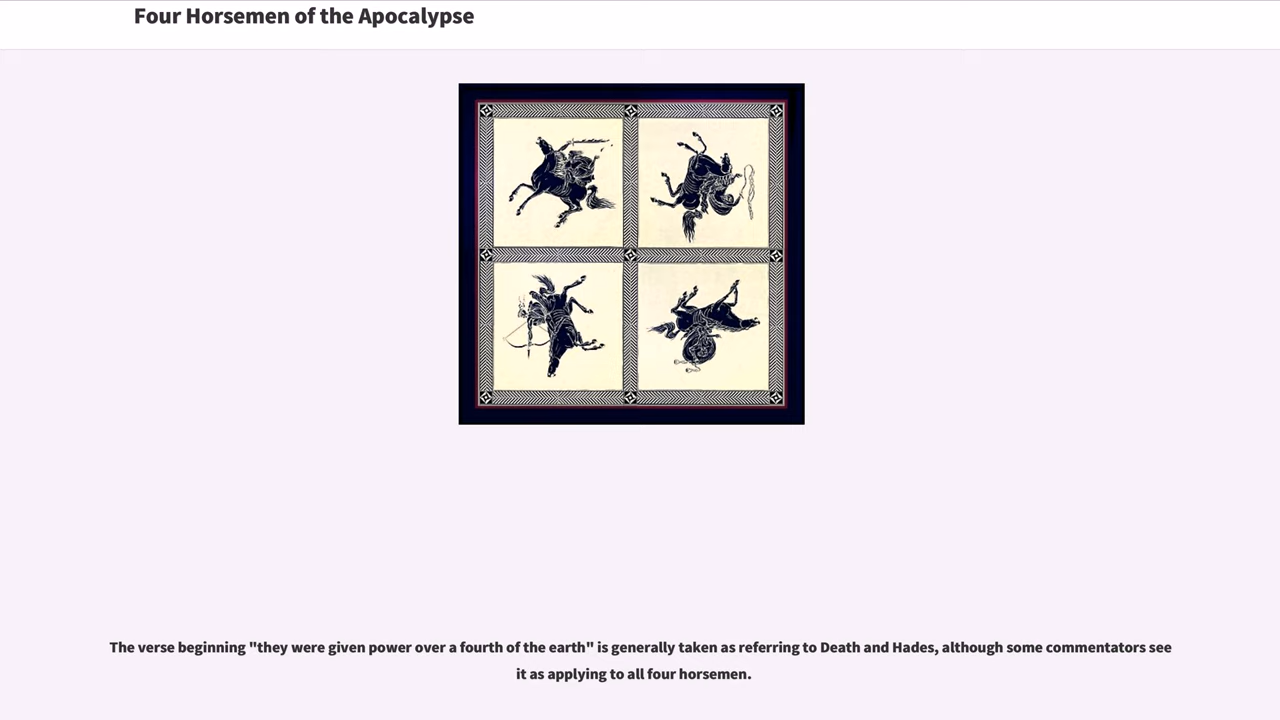 Four Horsemen of the Apocalypse
The verse beginning "they were given power over a fourth of the earth" is generally taken as referring to Death and Hades, although some commentators see
it as applying to all four horsemen.